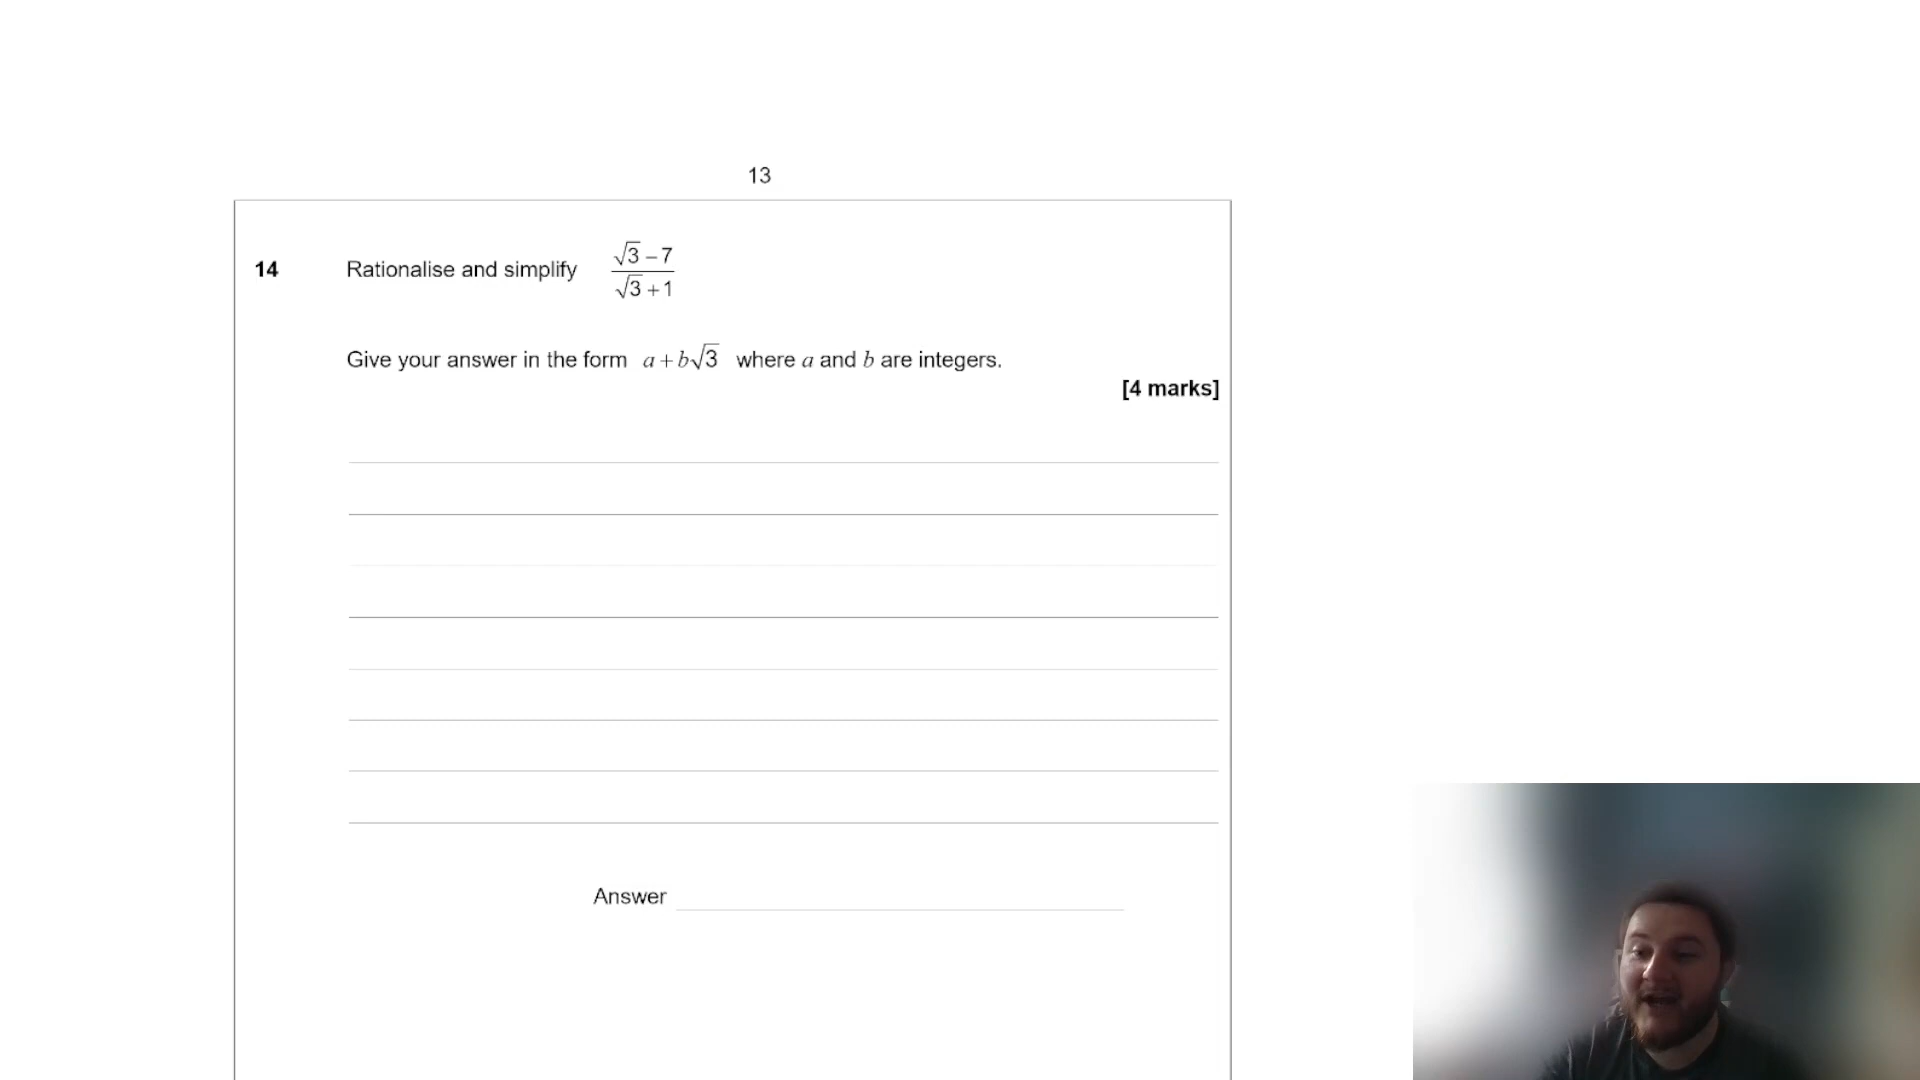 13
14 Rationalise and simplify (√3 − 7)/(√3 + 1)
Give your answer in the form a + b√3 where a and b are integers.
[4 marks]
Answer